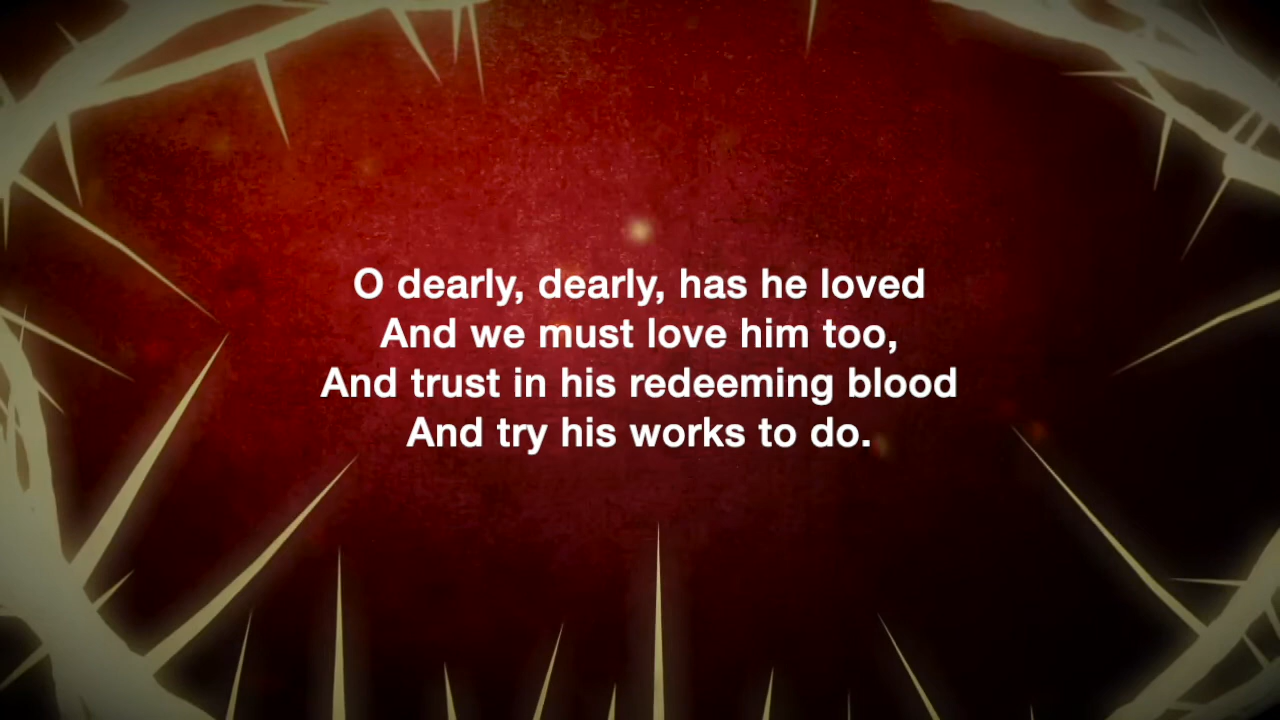 O dearly, dearly, has he loved
And we must love him too,
And trust in his redeeming blood
And try his works to do.